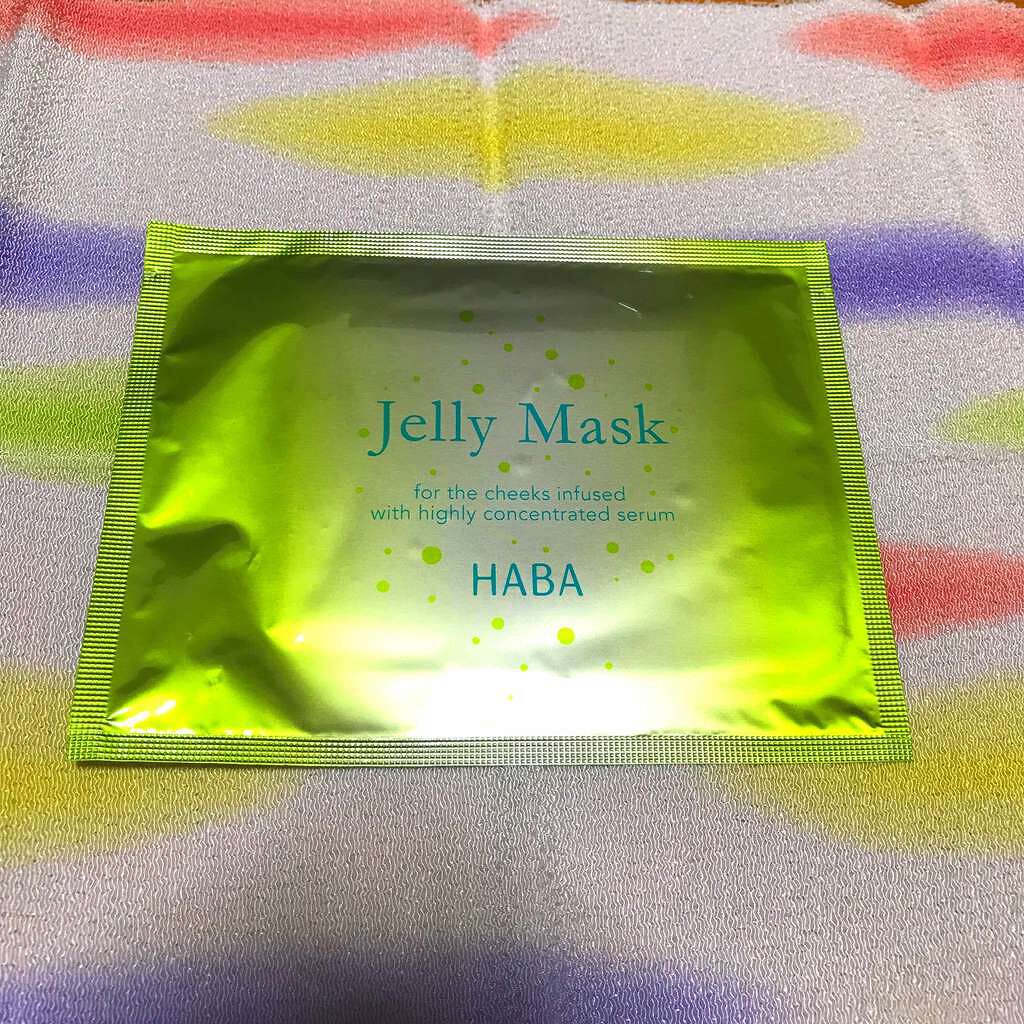 Jelly Mask
for the cheeks infused
with highly concentrated serum
HABA